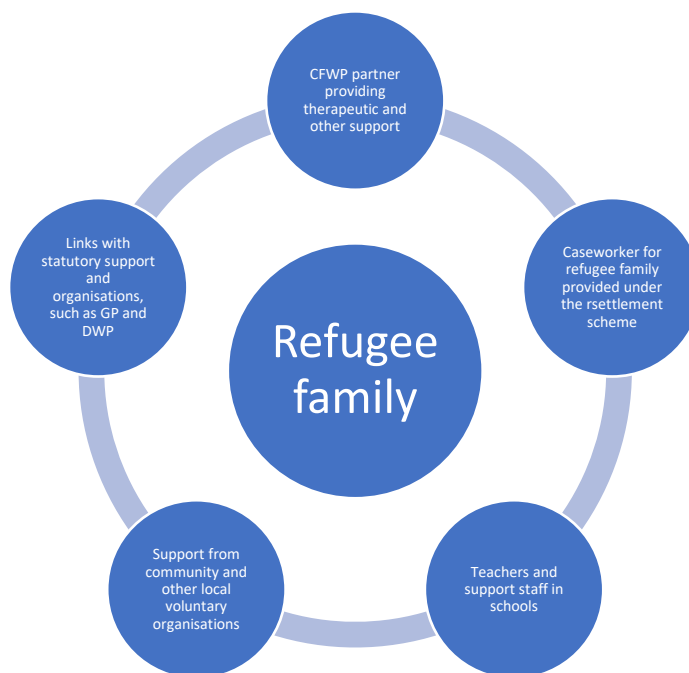 CFWP partner
providing
therapeutic and
other support
Links with
statutory support
and
organisations,
such as GP and
DWP
Caseworker for
refugee family
provided under
the rsettlement
scheme
Refugee
family
Support from
community and
other local
voluntary
organisations
Teachers and
support staff in
schools